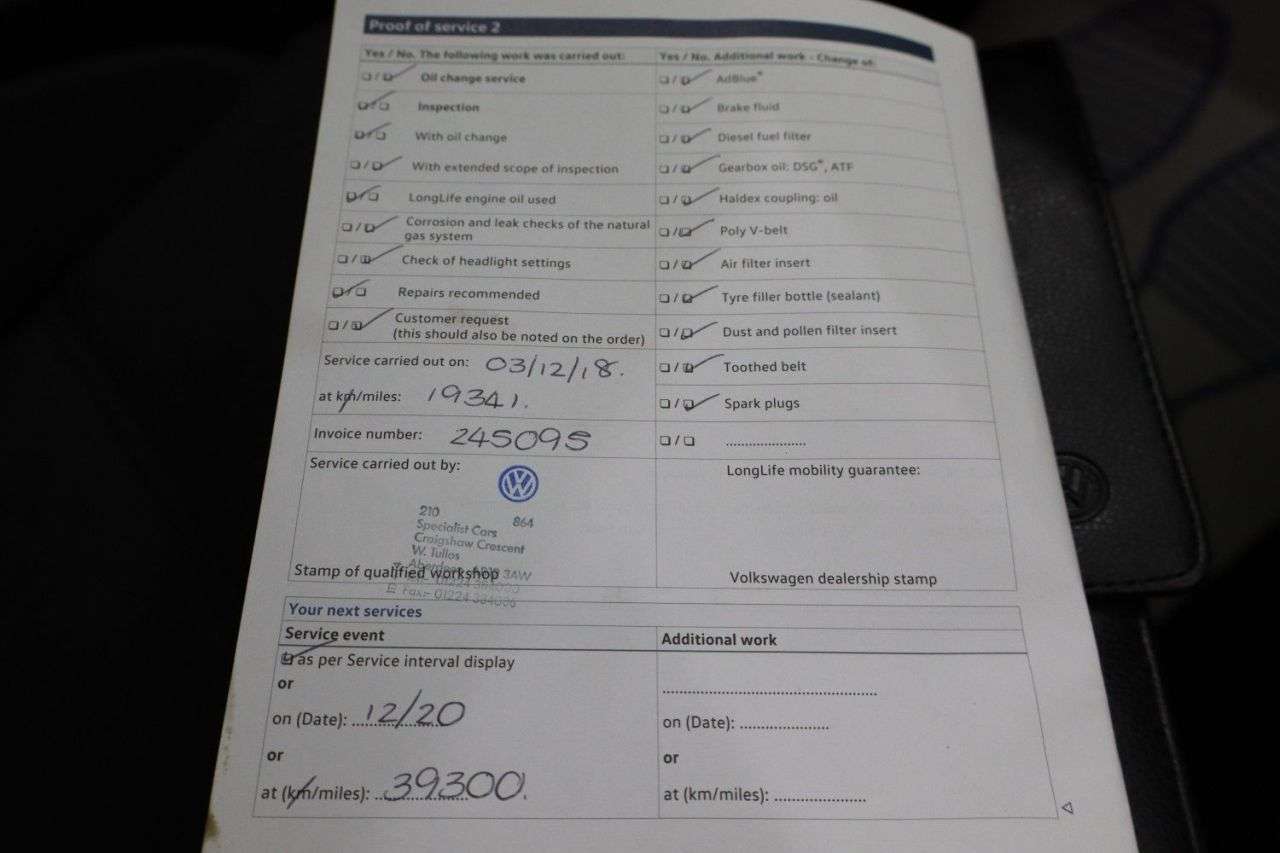 Proof of service 2
Yes / No. The following work was carried out:
Yes / No. Additional work - Change of:
Oil change service
AdBlue®
Inspection
Brake fluid
With oil change
Diesel fuel filter
With extended scope of inspection
Gearbox oil: DSG®, ATF
LongLife engine oil used
Haldex coupling: oil
Corrosion and leak checks of the natural
gas system
Poly V-belt
Check of headlight settings
Air filter insert
Repairs recommended
Tyre filler bottle (sealant)
Customer request
(this should also be noted on the order)
Dust and pollen filter insert
Service carried out on: 03/12/18.
Toothed belt
at km/miles: 19341.
Spark plugs
Invoice number: 245095
Service carried out by:
LongLife mobility guarantee:
210 864
Specialist Cars
Craigshaw Crescent
W. Tullos
Aberdeen 3AW
Fax:- 01224
Stamp of qualified workshop
Volkswagen dealership stamp
Your next services
Service event
Additional work
as per Service interval display
or
on (Date): 12/20
on (Date):
or
or
at (km/miles): 39300.
at (km/miles):